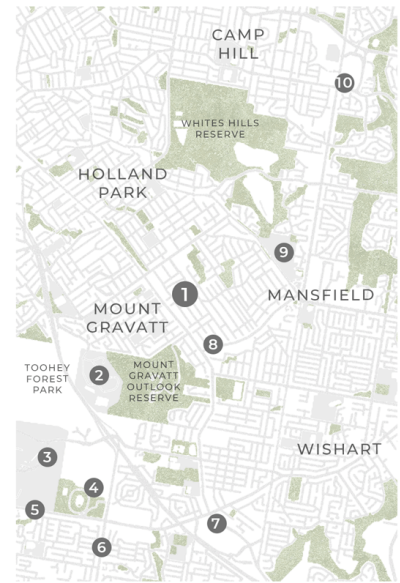 CAMP
HILL
10
WHITES HILLS
RESERVE
HOLLAND
PARK
9
1
MANSFIELD
MOUNT
GRAVATT
8
TOOHEY
FOREST
PARK
2
MOUNT
GRAVATT
OUTLOOK
RESERVE
WISHART
3
4
5
7
6